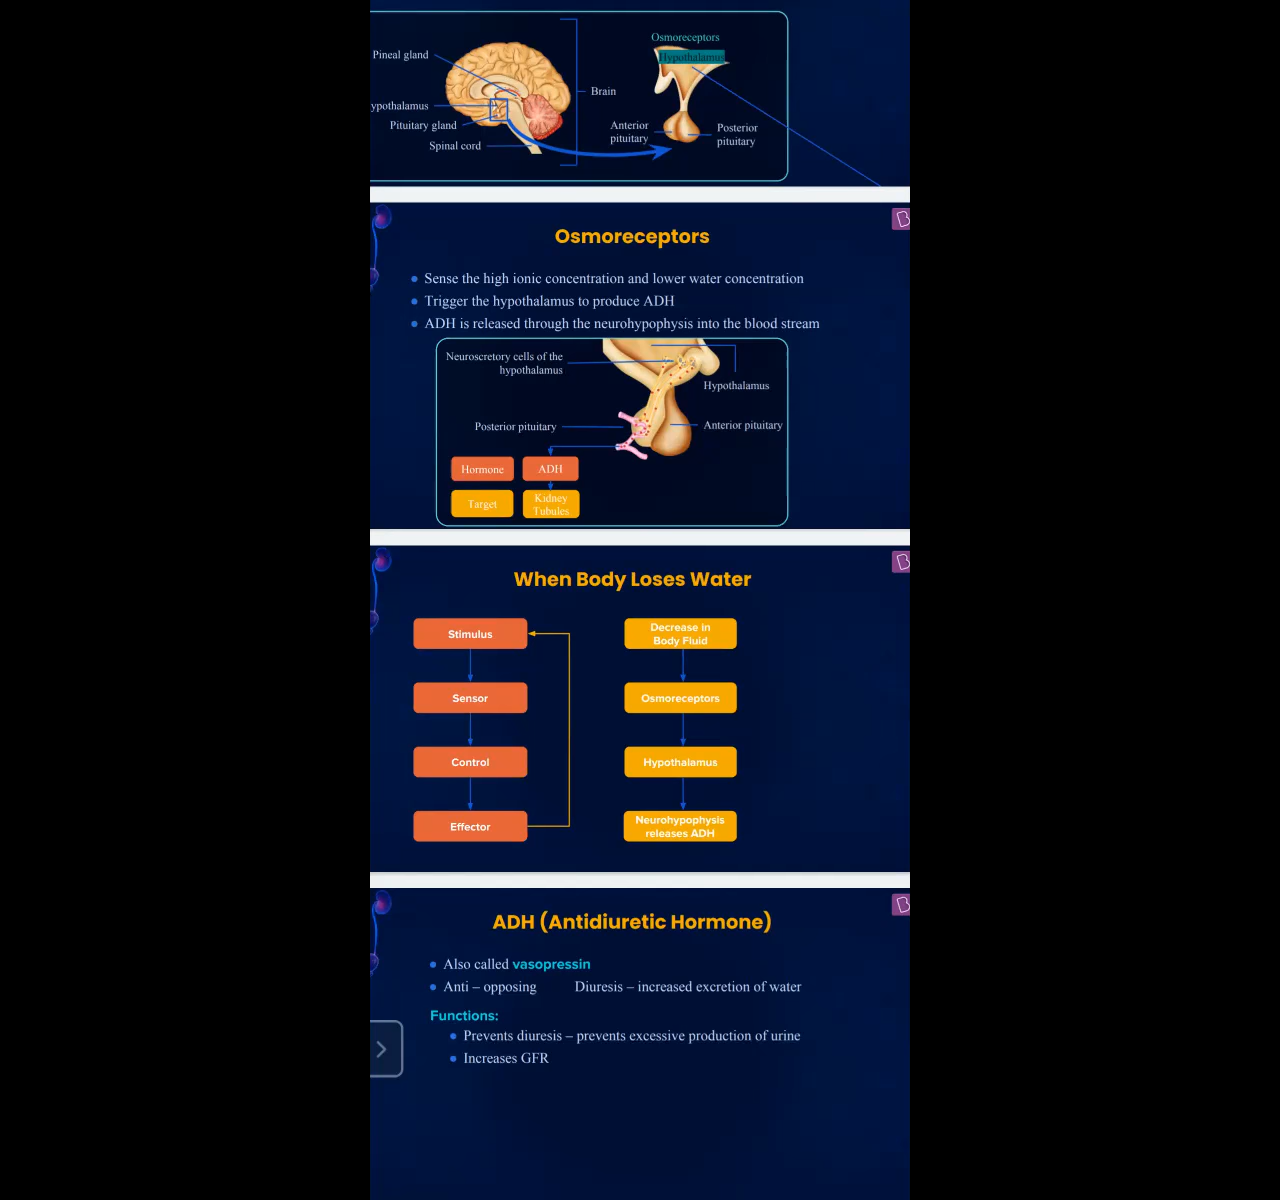 Osmoreceptors
Hypothalamus
Pineal gland
Brain
ypothalamus
Pituitary gland
Spinal cord
Anterior
pituitary
Posterior
pituitary
Osmoreceptors
Sense the high ionic concentration and lower water concentration
Trigger the hypothalamus to produce ADH
ADH is released through the neurohypophysis into the blood stream
Neuroscretory cells of the
hypothalamus
Hypothalamus
Posterior pituitary
Anterior pituitary
Hormone
ADH
Target
Kidney
Tubules
When Body Loses Water
Stimulus
Sensor
Control
Effector
Decrease in
Body Fluid
Osmoreceptors
Hypothalamus
Neurohypophysis
releases ADH
ADH (Antidiuretic Hormone)
Also called vasopressin
Anti – opposing Diuresis – increased excretion of water
Functions:
Prevents diuresis – prevents excessive production of urine
Increases GFR